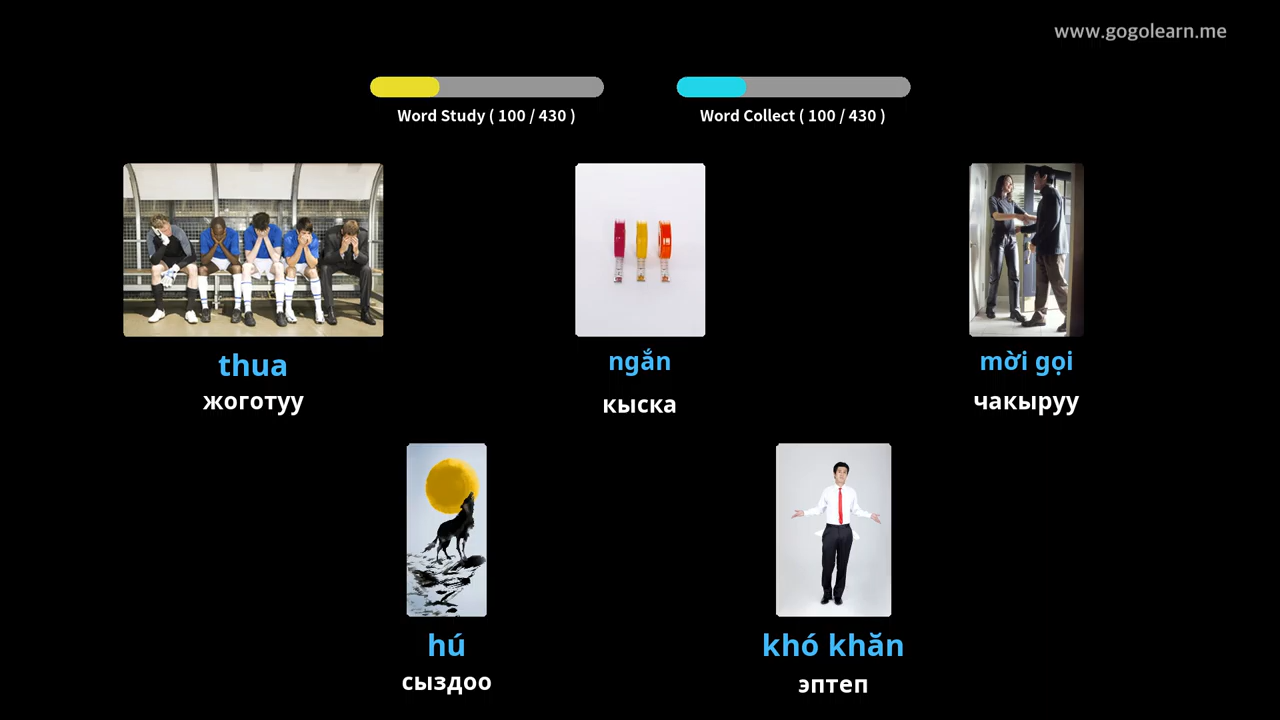 www.gogolearn.me
Word Study ( 100 / 430 )
Word Collect ( 100 / 430 )
thua
жоготуу
ngắn
кыска
mời gọi
чакыруу
hú
сыздоо
khó khăn
эптеп